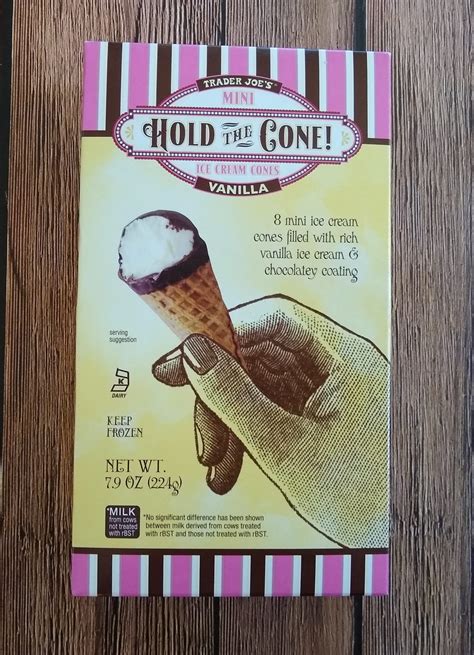 TRADER JOE'S
MINI
HOLD THE CONE!
ICE CREAM CONES
VANILLA
8 mini ice cream
cones filled with rich
vanilla ice cream &
chocolatey coating
serving
suggestion
K
DAIRY
KEEP
FROZEN
NET WT.
7.9 OZ (224g)
*MILK
from cows
not treated
with rBST
*No significant difference has been shown
between milk derived from cows treated
with rBST and those not treated with rBST.